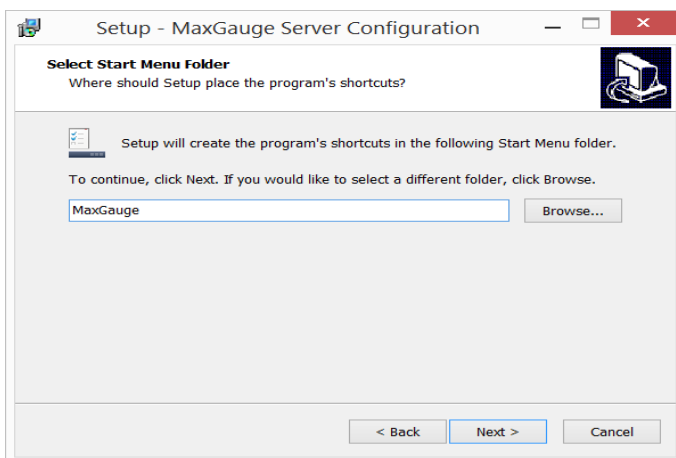 Setup - MaxGauge Server Configuration
Select Start Menu Folder
Where should Setup place the program's shortcuts?
Setup will create the program's shortcuts in the following Start Menu folder.
To continue, click Next. If you would like to select a different folder, click Browse.
MaxGauge
Browse...
< Back
Next >
Cancel